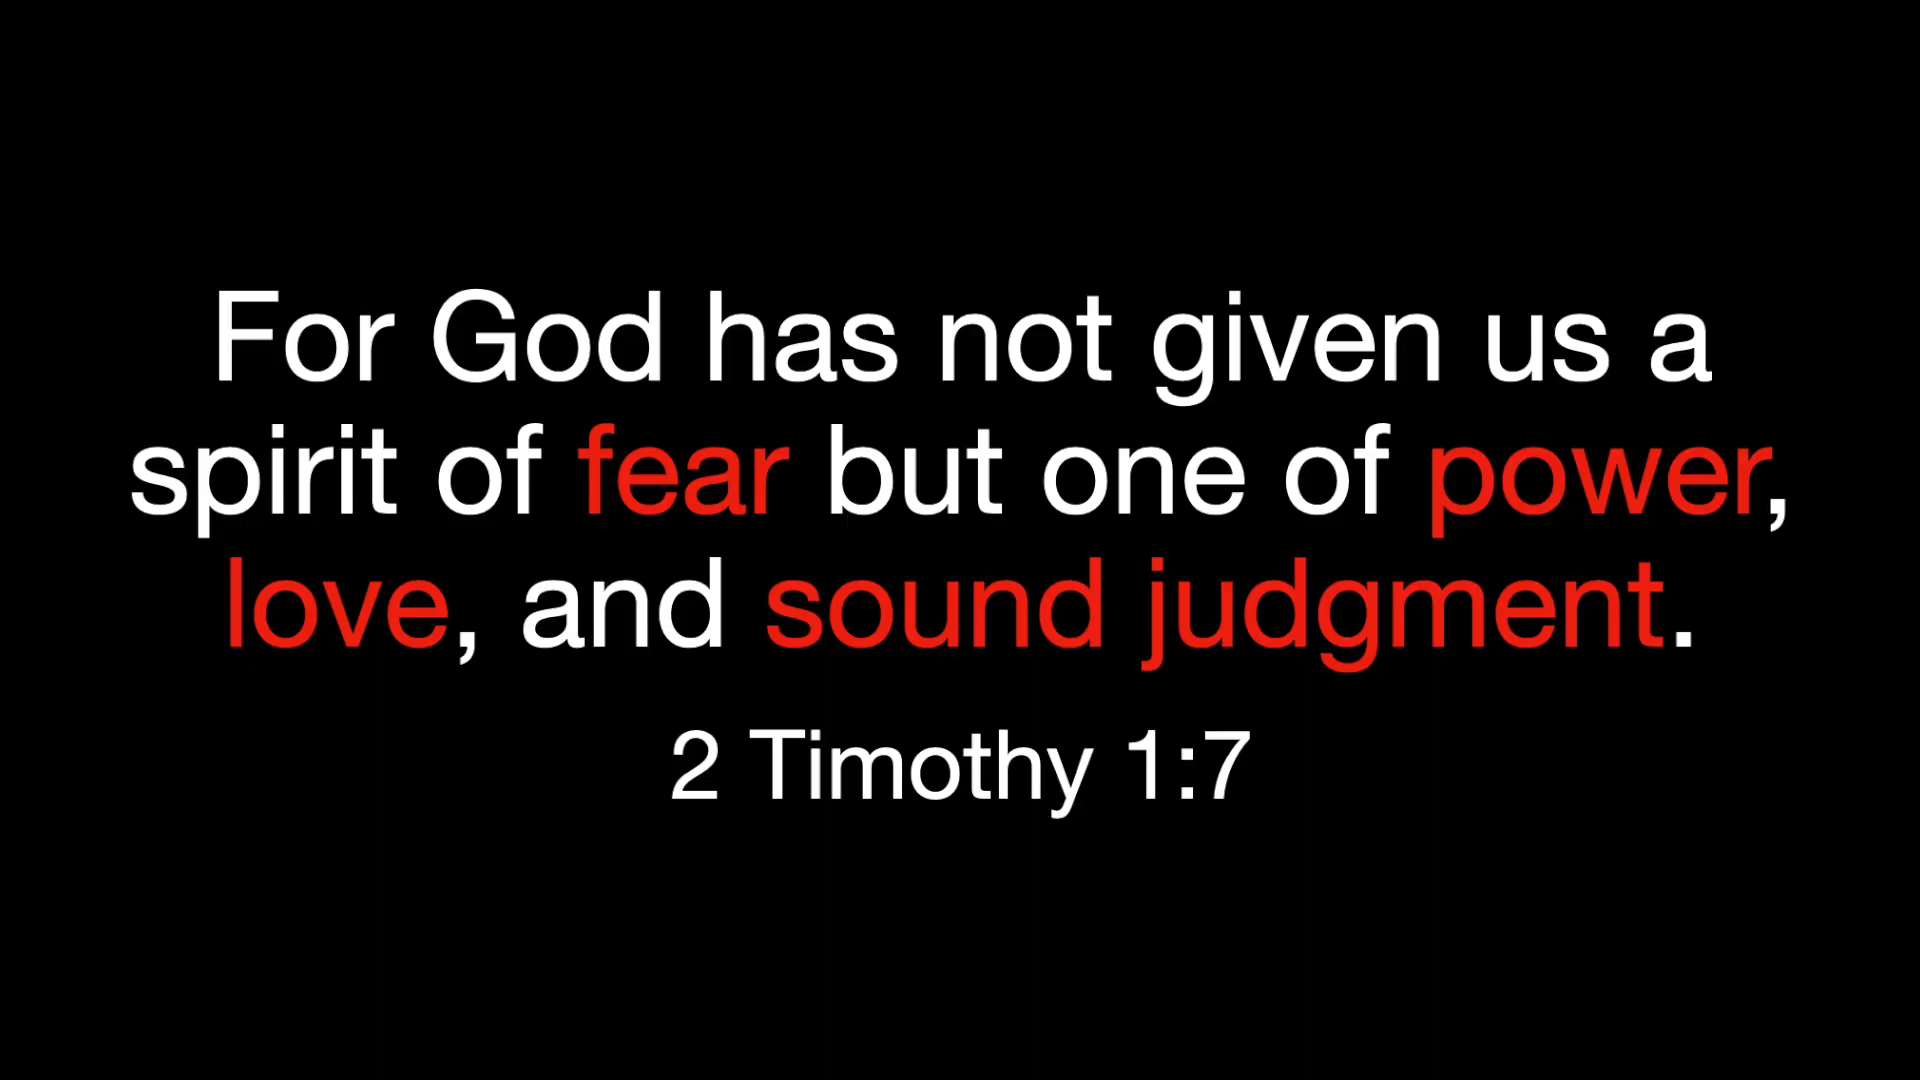 For God has not given us a
spirit of fear but one of power,
love, and sound judgment.
2 Timothy 1:7